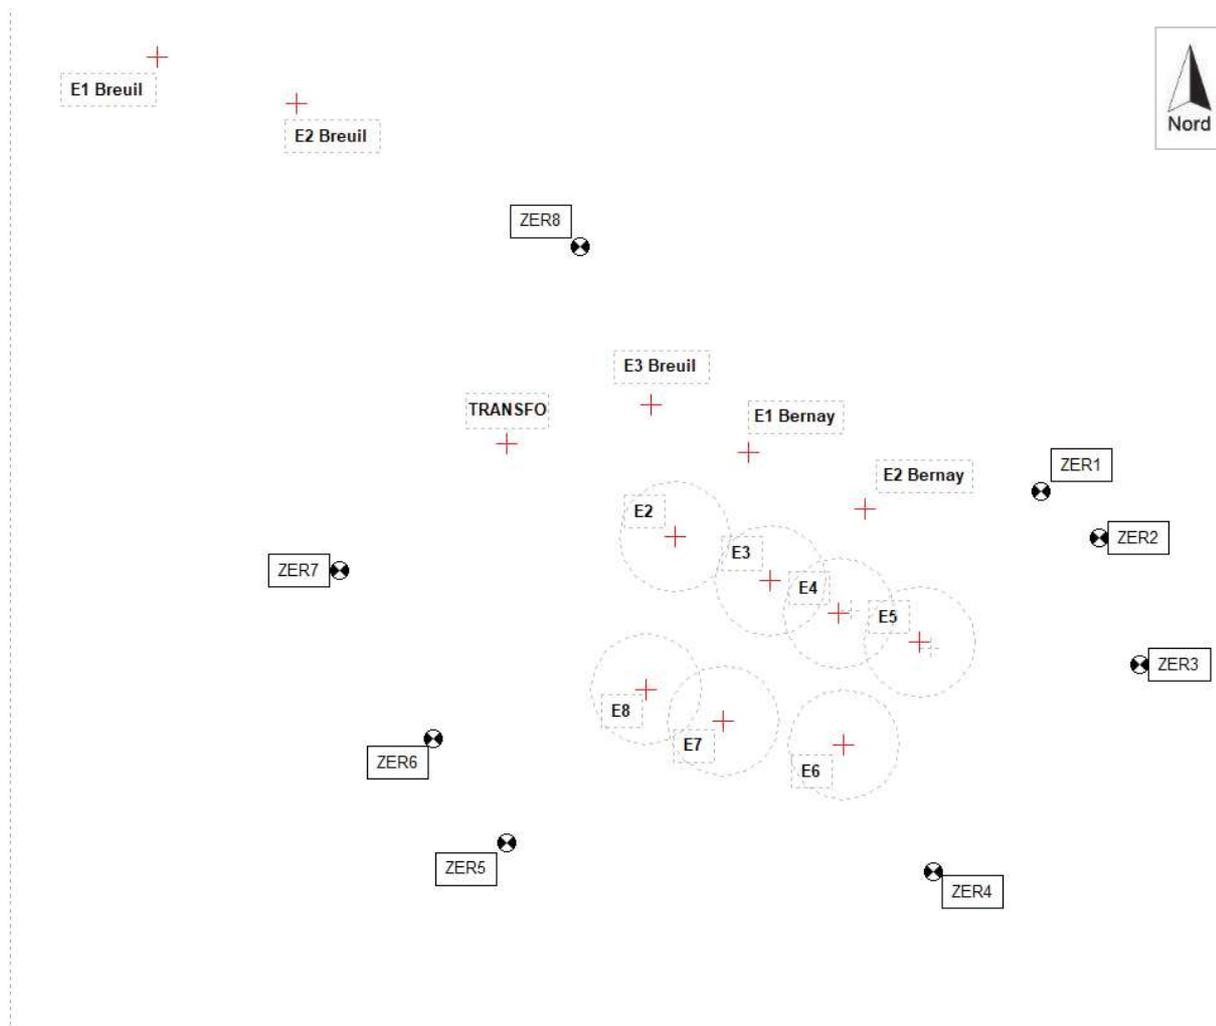 E1 Breuil
E2 Breuil
Nord
ZER8
E3 Breuil
TRANSFO
E1 Bernay
ZER1
E2 Bernay
E2
ZER2
E3
ZER7
E4
E5
ZER3
E8
E7
ZER6
E6
ZER5
ZER4